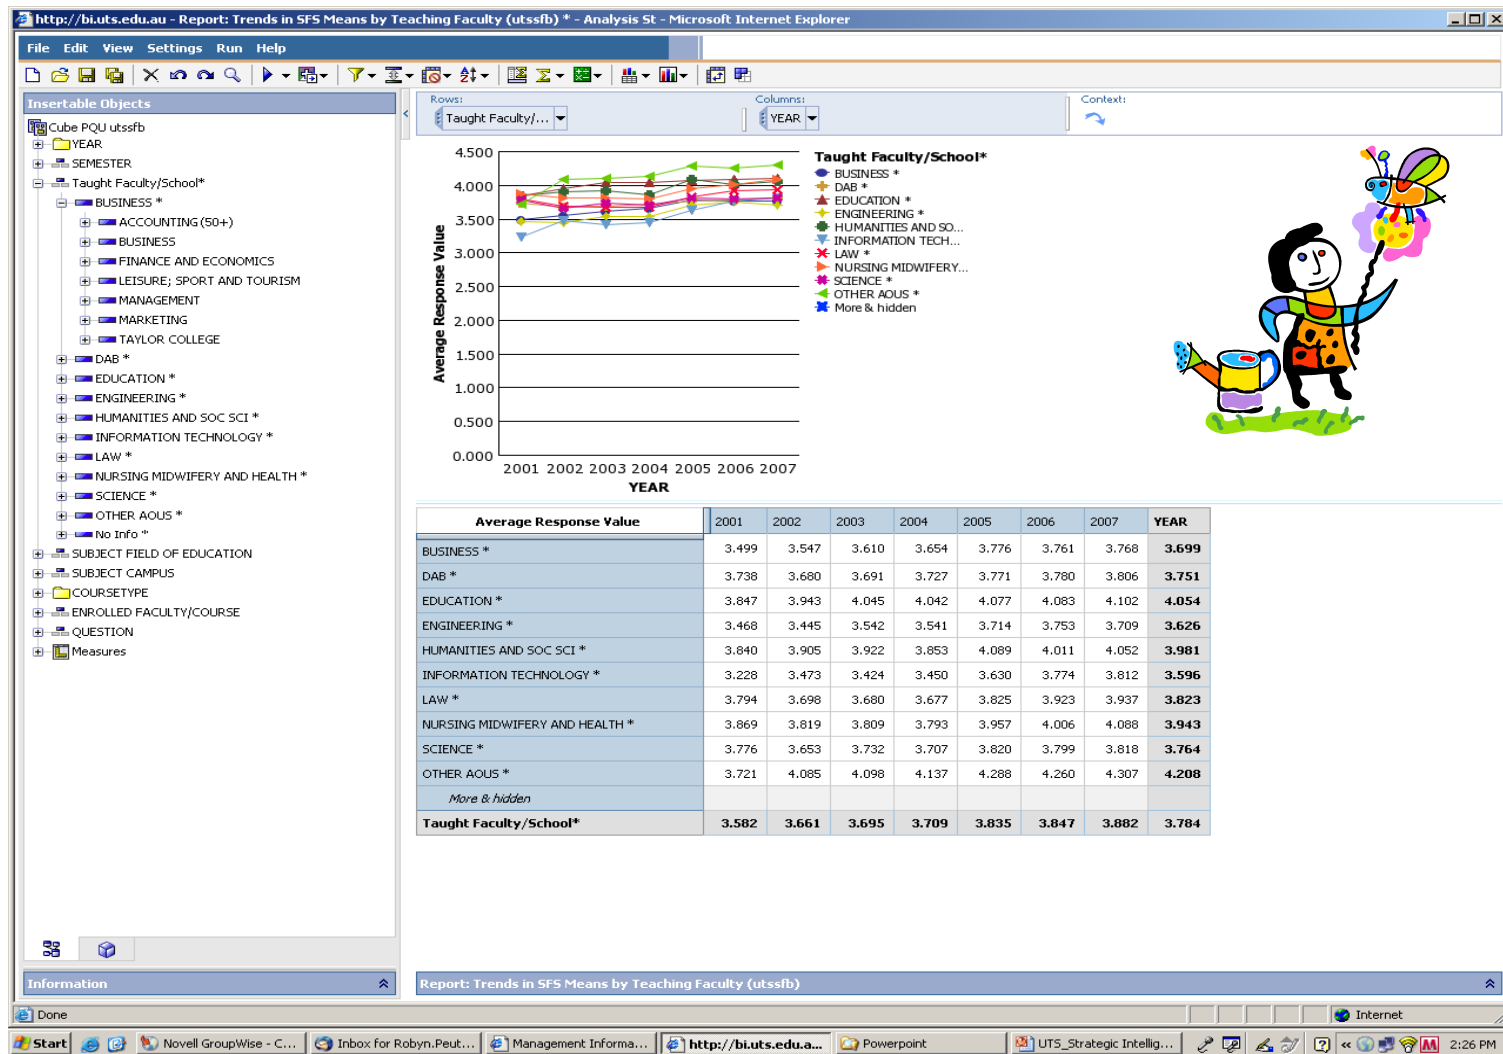 http://bi.uts.edu.au - Report: Trends in SFS Means by Teaching Faculty (utssfb) * - Analysis St - Microsoft Internet Explorer
File Edit View Settings Run Help
Insertable Objects
Cube PQU utssfb
YEAR
SEMESTER
Taught Faculty/School*
BUSINESS *
ACCOUNTING (50+)
BUSINESS
FINANCE AND ECONOMICS
LEISURE; SPORT AND TOURISM
MANAGEMENT
MARKETING
TAYLOR COLLEGE
DAB *
EDUCATION *
ENGINEERING *
HUMANITIES AND SOC SCI *
INFORMATION TECHNOLOGY *
LAW *
NURSING MIDWIFERY AND HEALTH *
SCIENCE *
OTHER AOUS *
No Info *
SUBJECT FIELD OF EDUCATION
SUBJECT CAMPUS
COURSETYPE
ENROLLED FACULTY/COURSE
QUESTION
Measures
Information
Rows: Columns: Context:
Taught Faculty/... YEAR
4.500
4.000
3.500
3.000
2.500
2.000
1.500
1.000
0.500
0.000
Average Response Value
2001 2002 2003 2004 2005 2006 2007
YEAR
Taught Faculty/School*
BUSINESS *
DAB *
EDUCATION *
ENGINEERING *
HUMANITIES AND SO...
INFORMATION TECH...
LAW *
NURSING MIDWIFERY...
SCIENCE *
OTHER AOUS *
More & hidden
Average Response Value 2001 2002 2003 2004 2005 2006 2007 YEAR
BUSINESS * 3.499 3.547 3.610 3.654 3.776 3.761 3.768 3.699
DAB * 3.738 3.680 3.691 3.727 3.771 3.780 3.806 3.751
EDUCATION * 3.847 3.943 4.045 4.042 4.077 4.083 4.102 4.054
ENGINEERING * 3.468 3.445 3.542 3.541 3.714 3.753 3.709 3.626
HUMANITIES AND SOC SCI * 3.840 3.905 3.922 3.853 4.089 4.011 4.052 3.981
INFORMATION TECHNOLOGY * 3.228 3.473 3.424 3.450 3.630 3.774 3.812 3.596
LAW * 3.794 3.698 3.680 3.677 3.825 3.923 3.937 3.823
NURSING MIDWIFERY AND HEALTH * 3.869 3.819 3.809 3.793 3.957 4.006 4.088 3.943
SCIENCE * 3.776 3.653 3.732 3.707 3.820 3.799 3.818 3.764
OTHER AOUS * 3.721 4.085 4.098 4.137 4.288 4.260 4.307 4.208
More & hidden
Taught Faculty/School* 3.582 3.661 3.695 3.709 3.835 3.847 3.882 3.784
Report: Trends in SFS Means by Teaching Faculty (utssfb)
Done Internet
Start Novell GroupWise - C... Inbox for Robyn.Peut... Management Informa... http://bi.uts.edu.a... Powerpoint UTS_Strategic Intellig... 2:26 PM